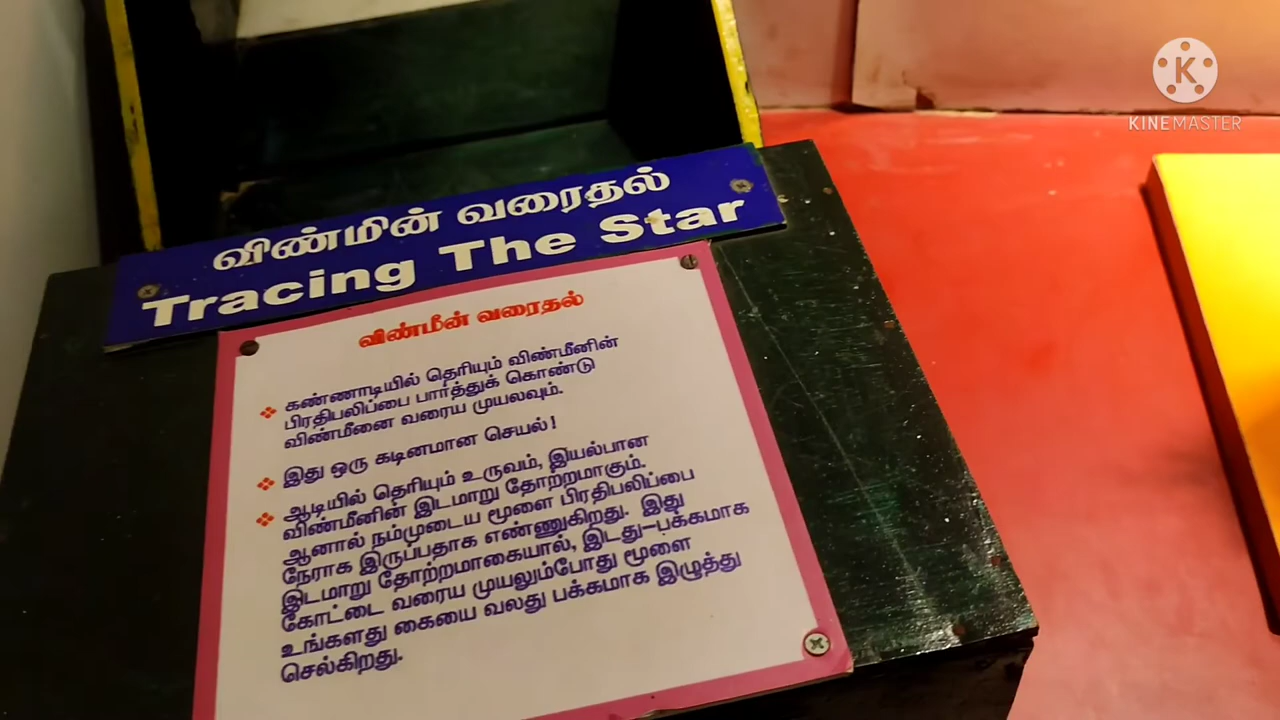 விண்மின் வரைதல்
Tracing The Star
விண்மீன் வரைதல்
கண்ணாடியில் தெரியும் விண்மீனின்
பிரதிபலிப்பை பார்த்துக் கொண்டு
விண்மீனை வரைய முயலவும்.
இது ஒரு கடினமான செயல்!
ஆடியில் தெரியும் உருவம், இயல்பான
விண்மீனின் இடமாறு தோற்றமாகும்.
ஆனால் நம்முடைய மூளை பிரதிபலிப்பை
நேராக இருப்பதாக எண்ணுகிறது. இது
இடமாறு தோற்றமாகையால், இடது-பக்கமாக
கோட்டை வரைய முயலும்போது மூளை
உங்களது கையை வலது பக்கமாக இழுத்து
செல்கிறது.
K
KINEMASTER